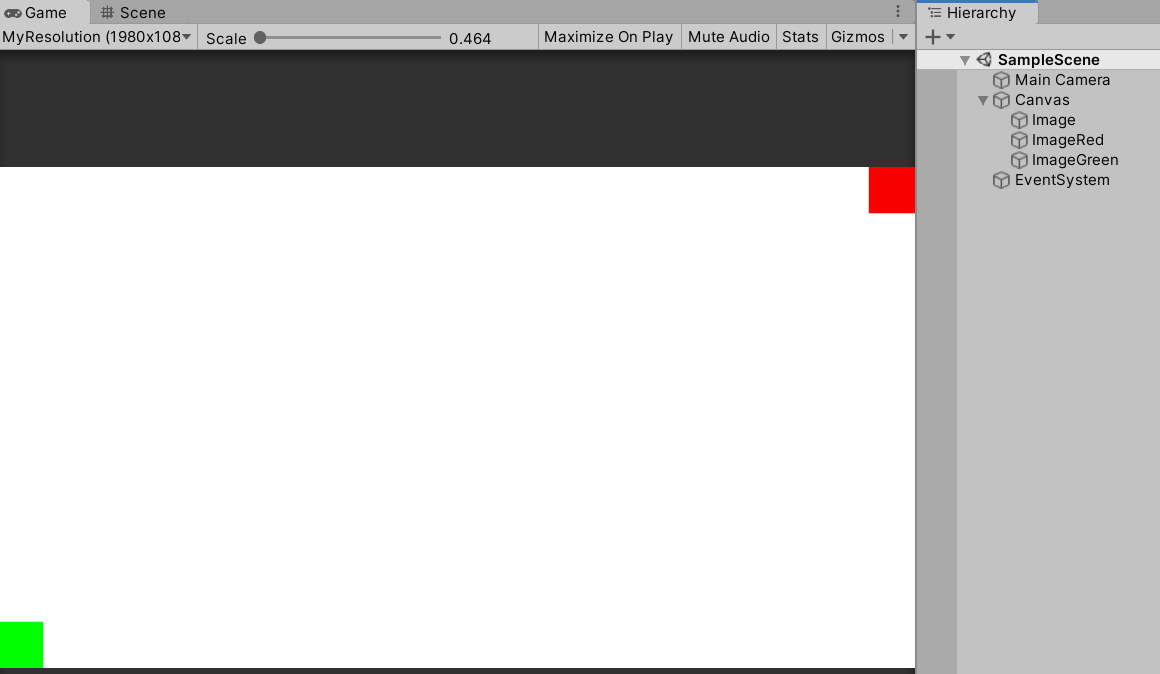 Game Scene Hierarchy
MyResolution (1980x108 Scale 0.464 Maximize On Play Mute Audio Stats Gizmos
SampleScene
Main Camera
Canvas
Image
ImageRed
ImageGreen
EventSystem